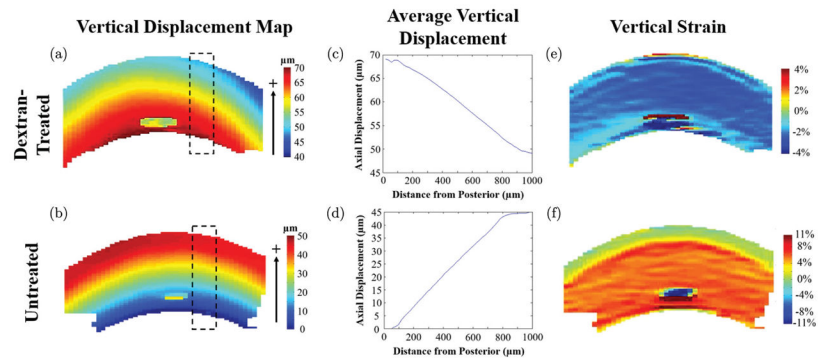 Vertical Displacement Map
Average Vertical
Displacement
Vertical Strain
Dextran-
Treated
(a)
µm
70
65
60
55
50
45
40
+
(c)
Axial Displacement (µm)
70
65
60
55
50
45
0 200 400 600 800 1000
Distance from Posterior (µm)
(e)
4%
2%
0
-2%
-4%
Untreated
(b)
µm
50
40
30
20
10
0
+
(d)
Axial Displacement (µm)
45
40
35
30
25
20
15
10
5
0
0 200 400 600 800 1000
Distance from Posterior (µm)
(f)
11%
8%
4%
0
-4%
-8%
-11%